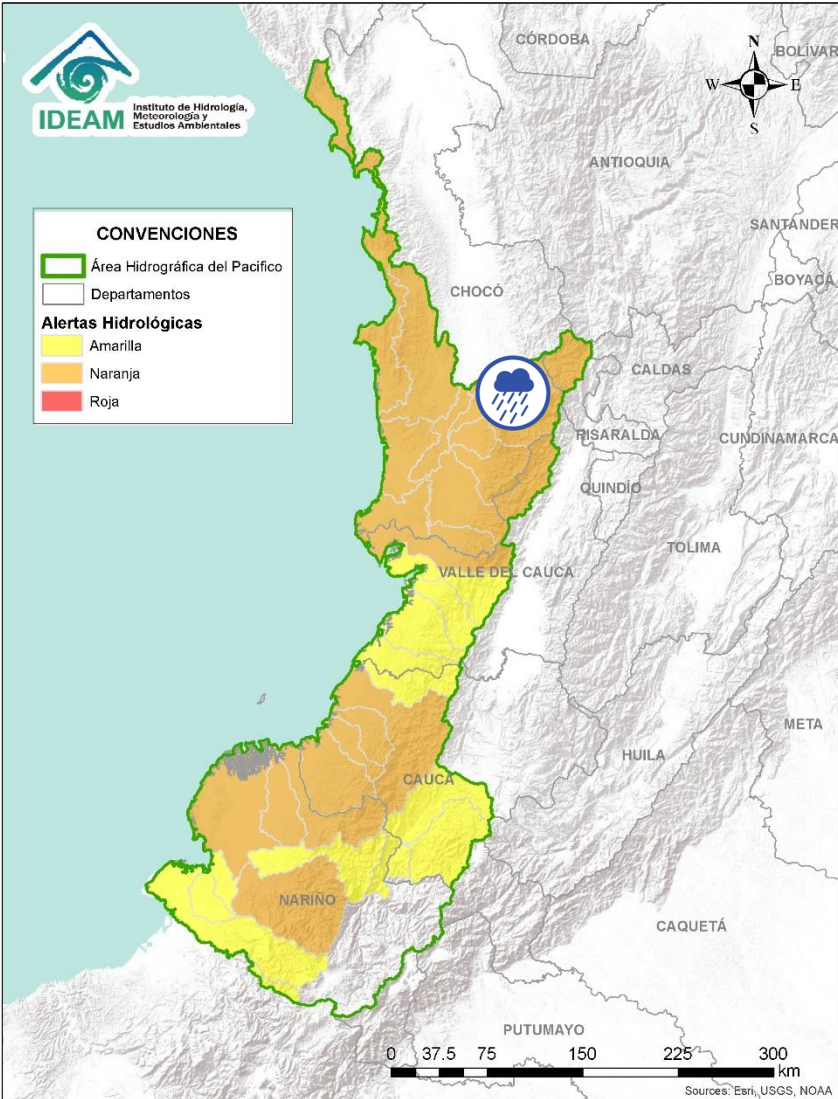 IDEAM
Instituto de Hidrología,
Meteorología y
Estudios Ambientales
CÓRDOBA
BOLÍVAR
N
W
E
S
ANTIOQUIA
SANTANDER
BOYACÁ
CONVENCIONES
Área Hidrográfica del Pacifico
Departamentos
Alertas Hidrológicas
Amarilla
Naranja
Roja
CHOCÓ
CALDAS
RISARALDA
CUNDINAMARCA
QUINDÍO
TOLIMA
VALLE DEL CAUCA
META
HUILA
CAUCA
NARIÑO
CAQUETÁ
PUTUMAYO
0 37.5 75 150 225 300
km
Sources: Esri, USGS, NOAA